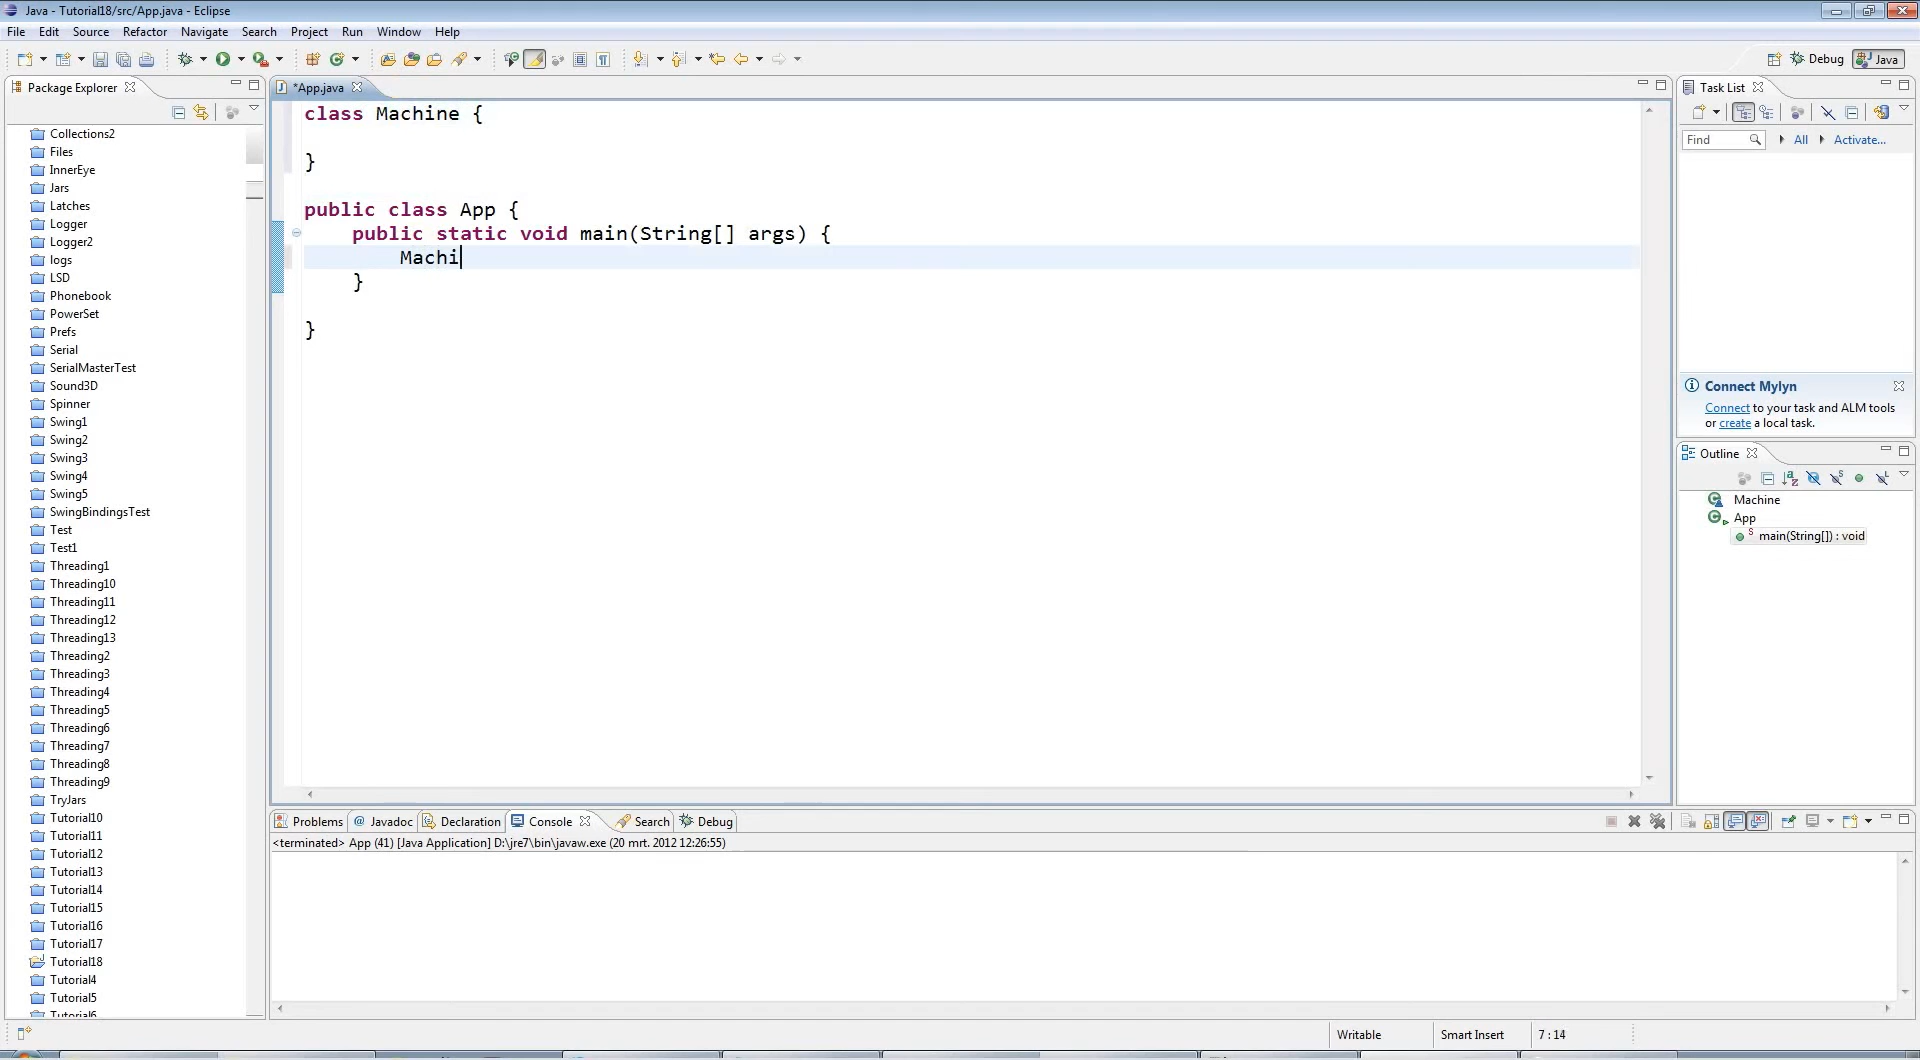 Java - Tutorial18/src/App.java - Eclipse
File Edit Source Refactor Navigate Search Project Run Window Help
Debug Java
Package Explorer
Collections2
Files
InnerEye
Jars
Latches
Logger
Logger2
logs
LSD
Phonebook
PowerSet
Prefs
Serial
SerialMasterTest
Sound3D
Spinner
Swing1
Swing2
Swing3
Swing4
Swing5
SwingBindingsTest
Test
Test1
Threading1
Threading10
Threading11
Threading12
Threading13
Threading2
Threading3
Threading4
Threading5
Threading6
Threading7
Threading8
Threading9
TryJars
Tutorial10
Tutorial11
Tutorial12
Tutorial13
Tutorial14
Tutorial15
Tutorial16
Tutorial17
Tutorial18
Tutorial4
Tutorial5
Tutorial6
*App.java
class Machine {
}
public class App {
public static void main(String[] args) {
Machi
}
}
Task List
Find All Activate...
Connect Mylyn
Connect to your task and ALM tools
or create a local task.
Outline
Machine
App
main(String[]) : void
Problems Javadoc Declaration Console Search Debug
<terminated> App (41) [Java Application] D:\jre7\bin\javaw.exe (20 mrt. 2012 12:26:55)
Writable Smart Insert 7 : 14